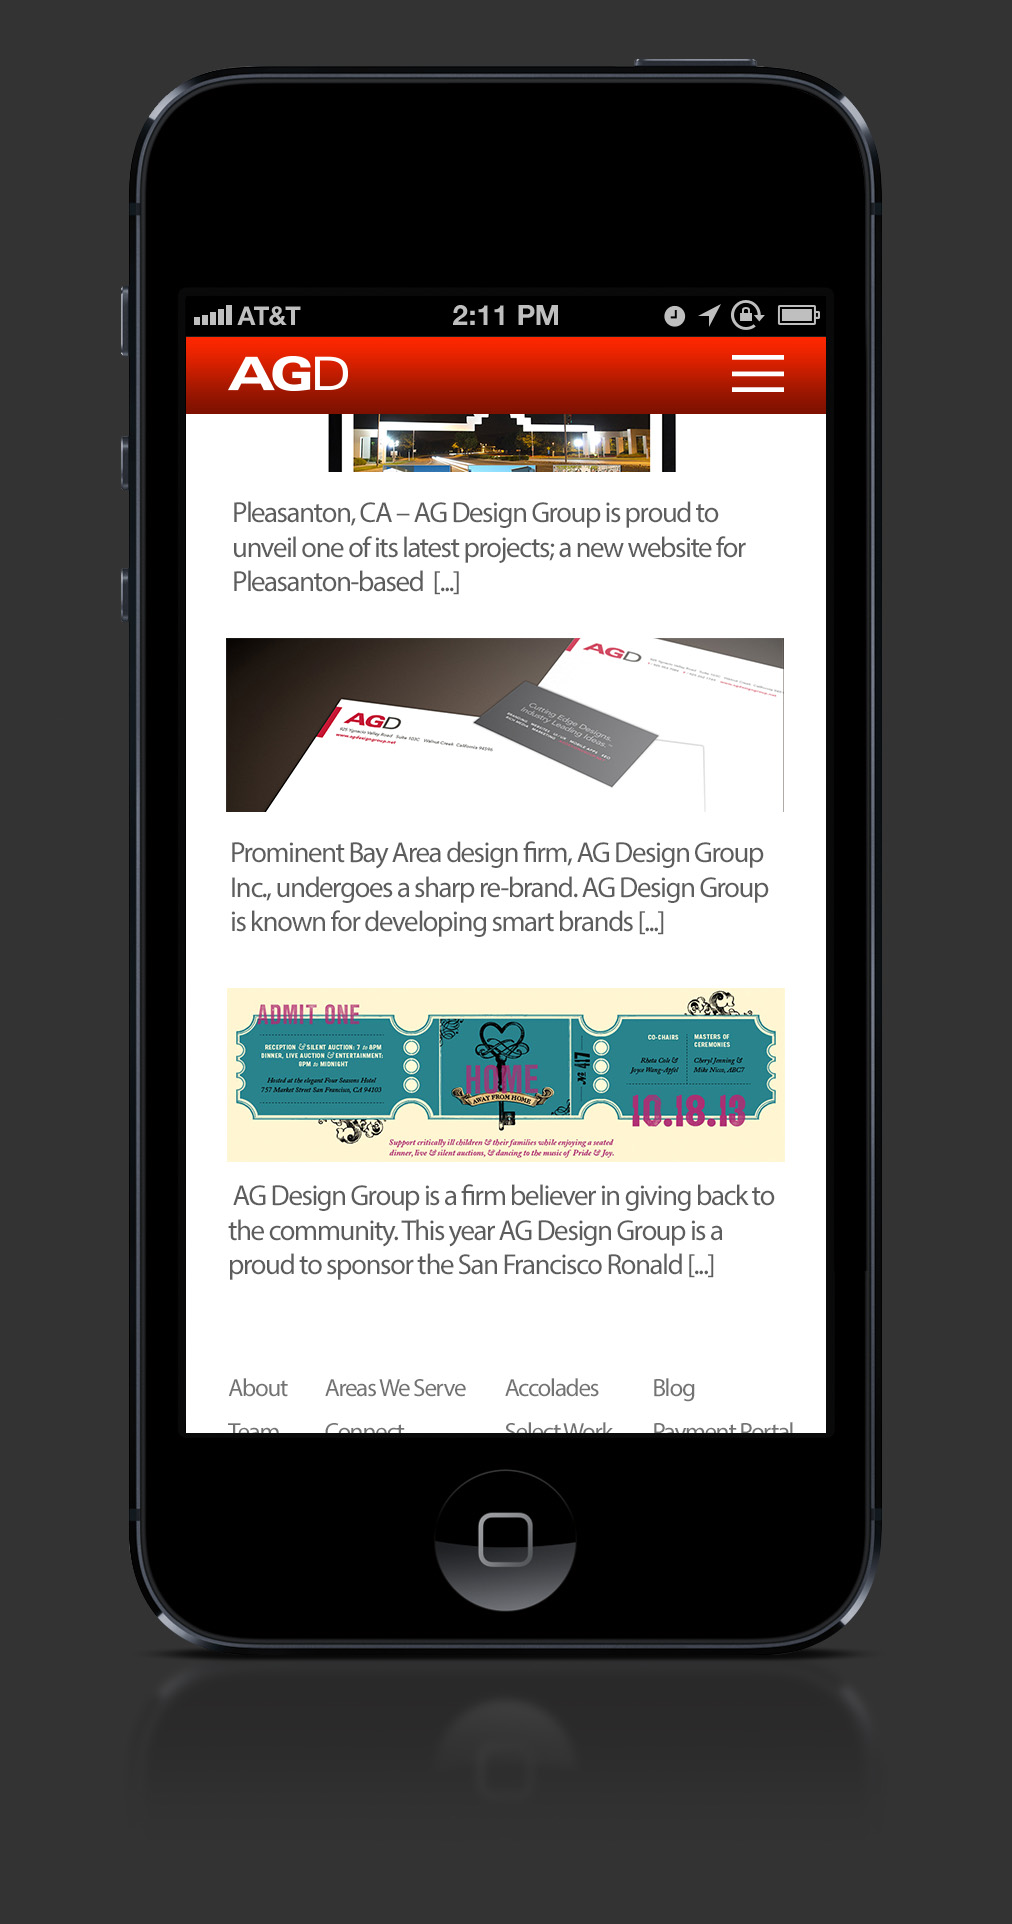 AT&T 2:11 PM
AGD
Pleasanton, CA – AG Design Group is proud to
unveil one of its latest projects; a new website for
Pleasanton-based [...]
AGD
AGD
Cutting Edge Designs.
Industry Leading Ideas.™
www.agdesigngroup.net
Prominent Bay Area design firm, AG Design Group
Inc., undergoes a sharp re-brand. AG Design Group
is known for developing smart brands [...]
ADMIT ONE
RECEPTION & SILENT AUCTION: 7 to 8PM
DINNER, LIVE AUCTION & ENTERTAINMENT:
8PM to MIDNIGHT
Hosted at the elegant Four Seasons Hotel
757 Market Street San Francisco, CA 94103
HOME
AWAY FROM HOME
No 417
CO-CHAIRS
Rheta Cole &
Joyce Wang-Apfel
MASTERS OF
CEREMONIES
Cheryl Jenning &
Mike Nicco, ABC7
10.18.13
Support critically ill children & their families while enjoying a seated
dinner, live & silent auctions, & dancing to the music of Pride & Joy.
AG Design Group is a firm believer in giving back to
the community. This year AG Design Group is a
proud to sponsor the San Francisco Ronald [...]
About Areas We Serve Accolades Blog
Team Connect Select Work Payment Portal